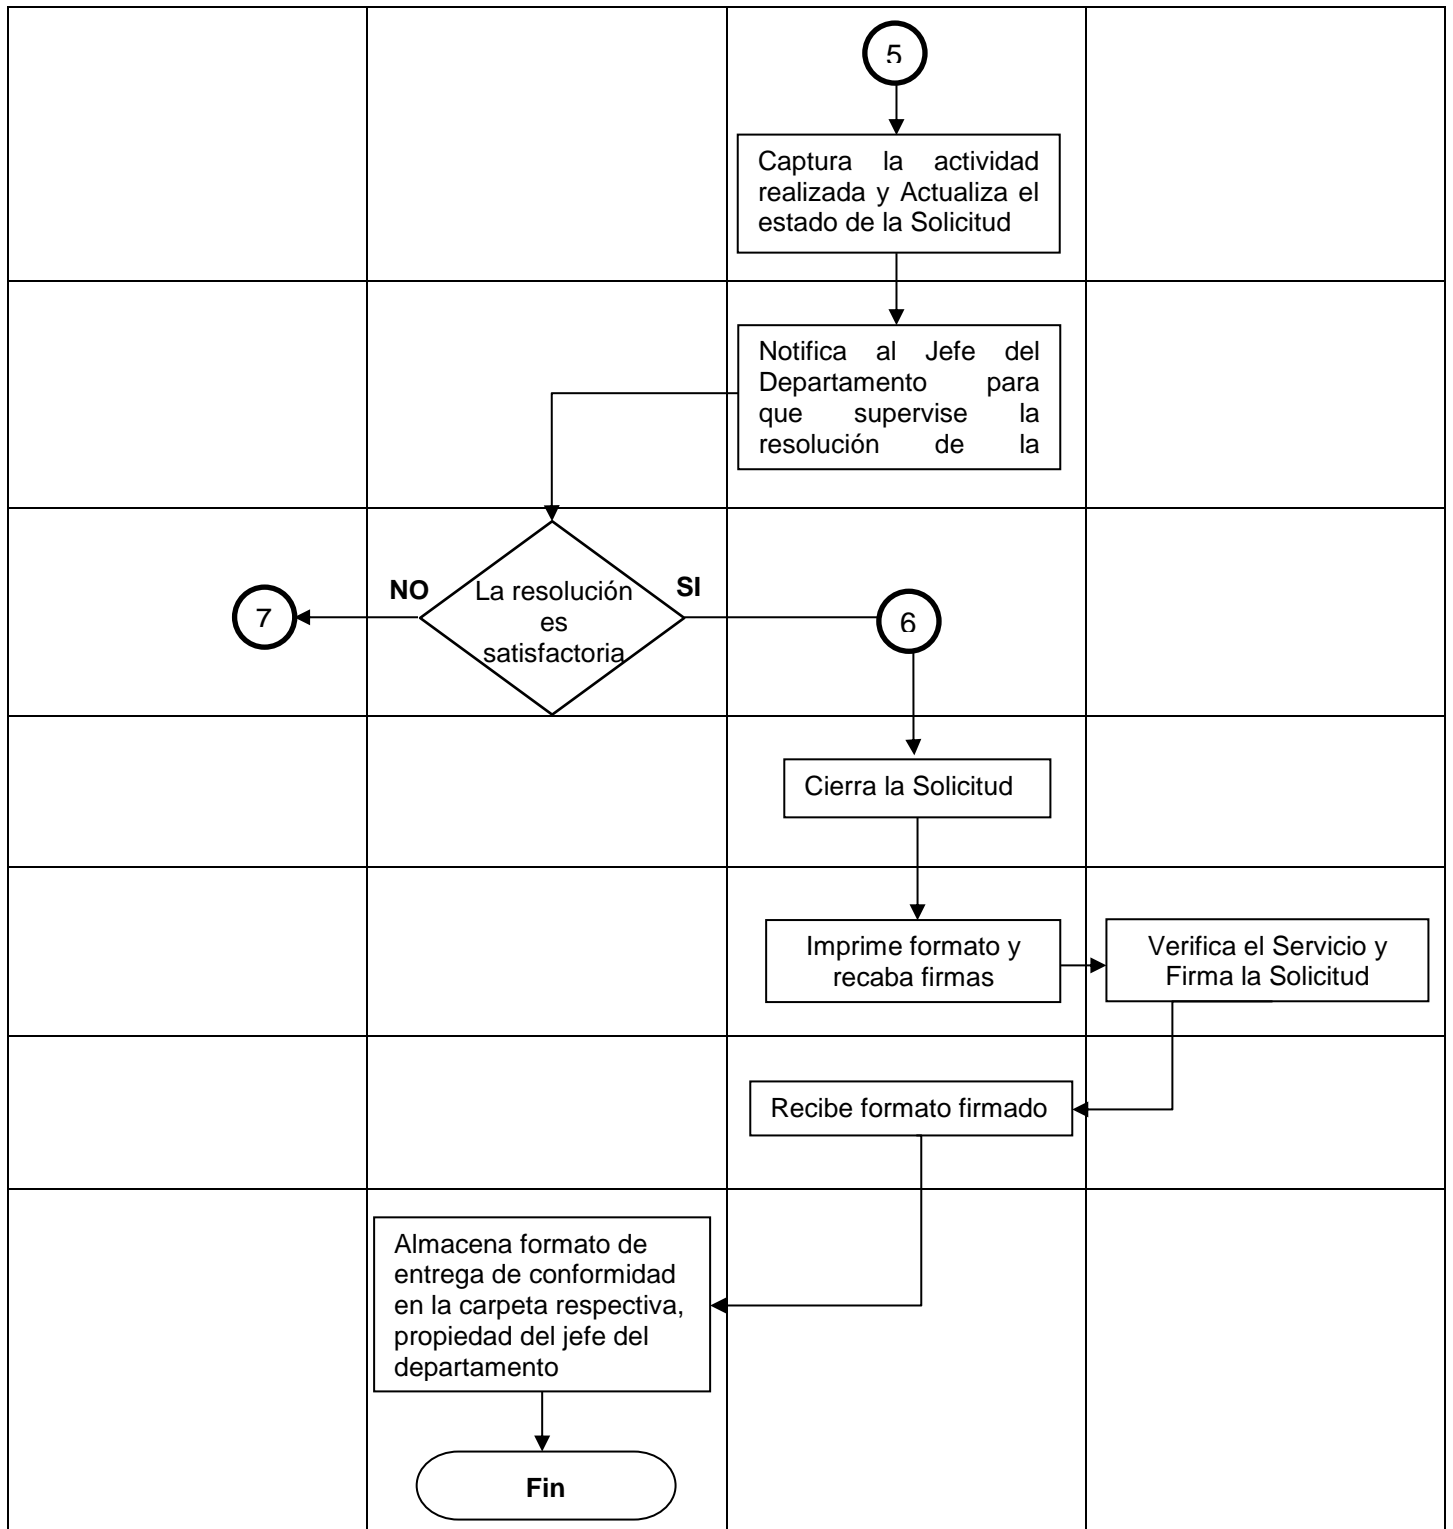 5
Captura la actividad
realizada y Actualiza el
estado de la Solicitud
Notifica al Jefe del
Departamento para
que supervise la
resolución de la
NO
La resolución
es
satisfactoria
SI
7
6
Cierra la Solicitud
Imprime formato y
recaba firmas
Verifica el Servicio y
Firma la Solicitud
Recibe formato firmado
Almacena formato de
entrega de conformidad
en la carpeta respectiva,
propiedad del jefe del
departamento
Fin